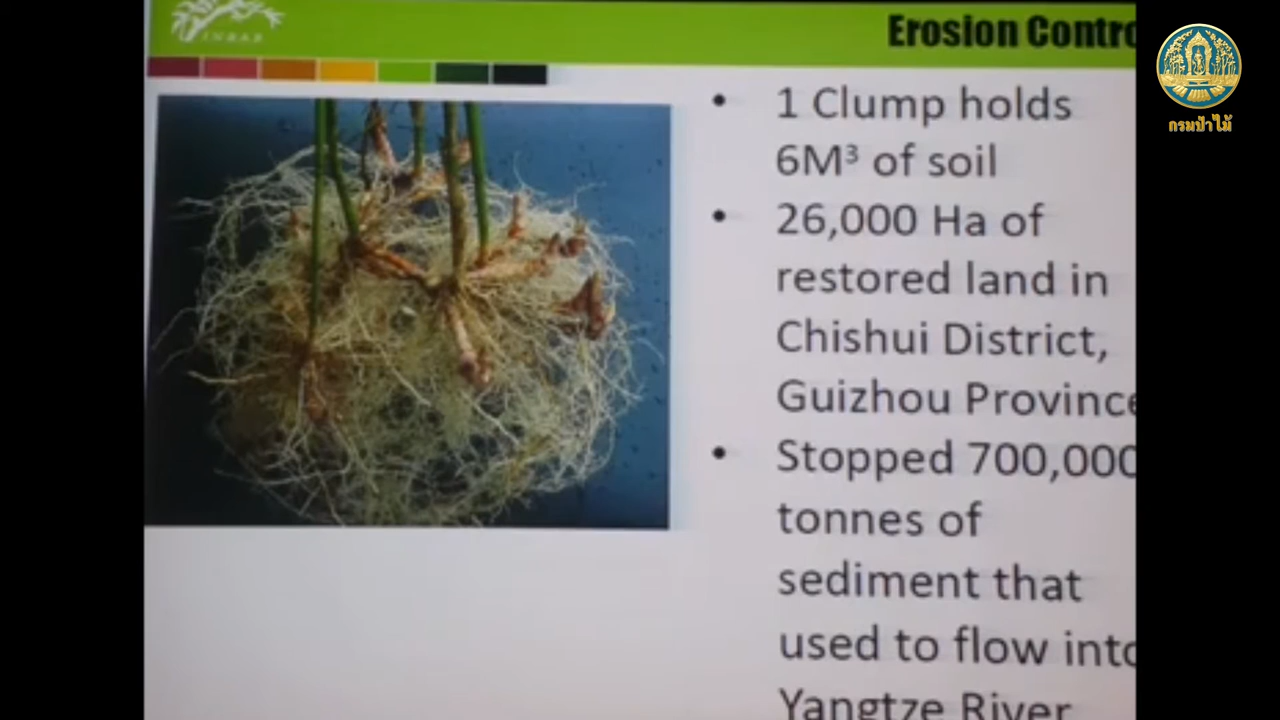 INBAR
Erosion Contro
กรมป่าไม้
• 1 Clump holds
6M³ of soil
• 26,000 Ha of
restored land in
Chishui District,
Guizhou Province
• Stopped 700,000
tonnes of
sediment that
used to flow into
Yangtze River